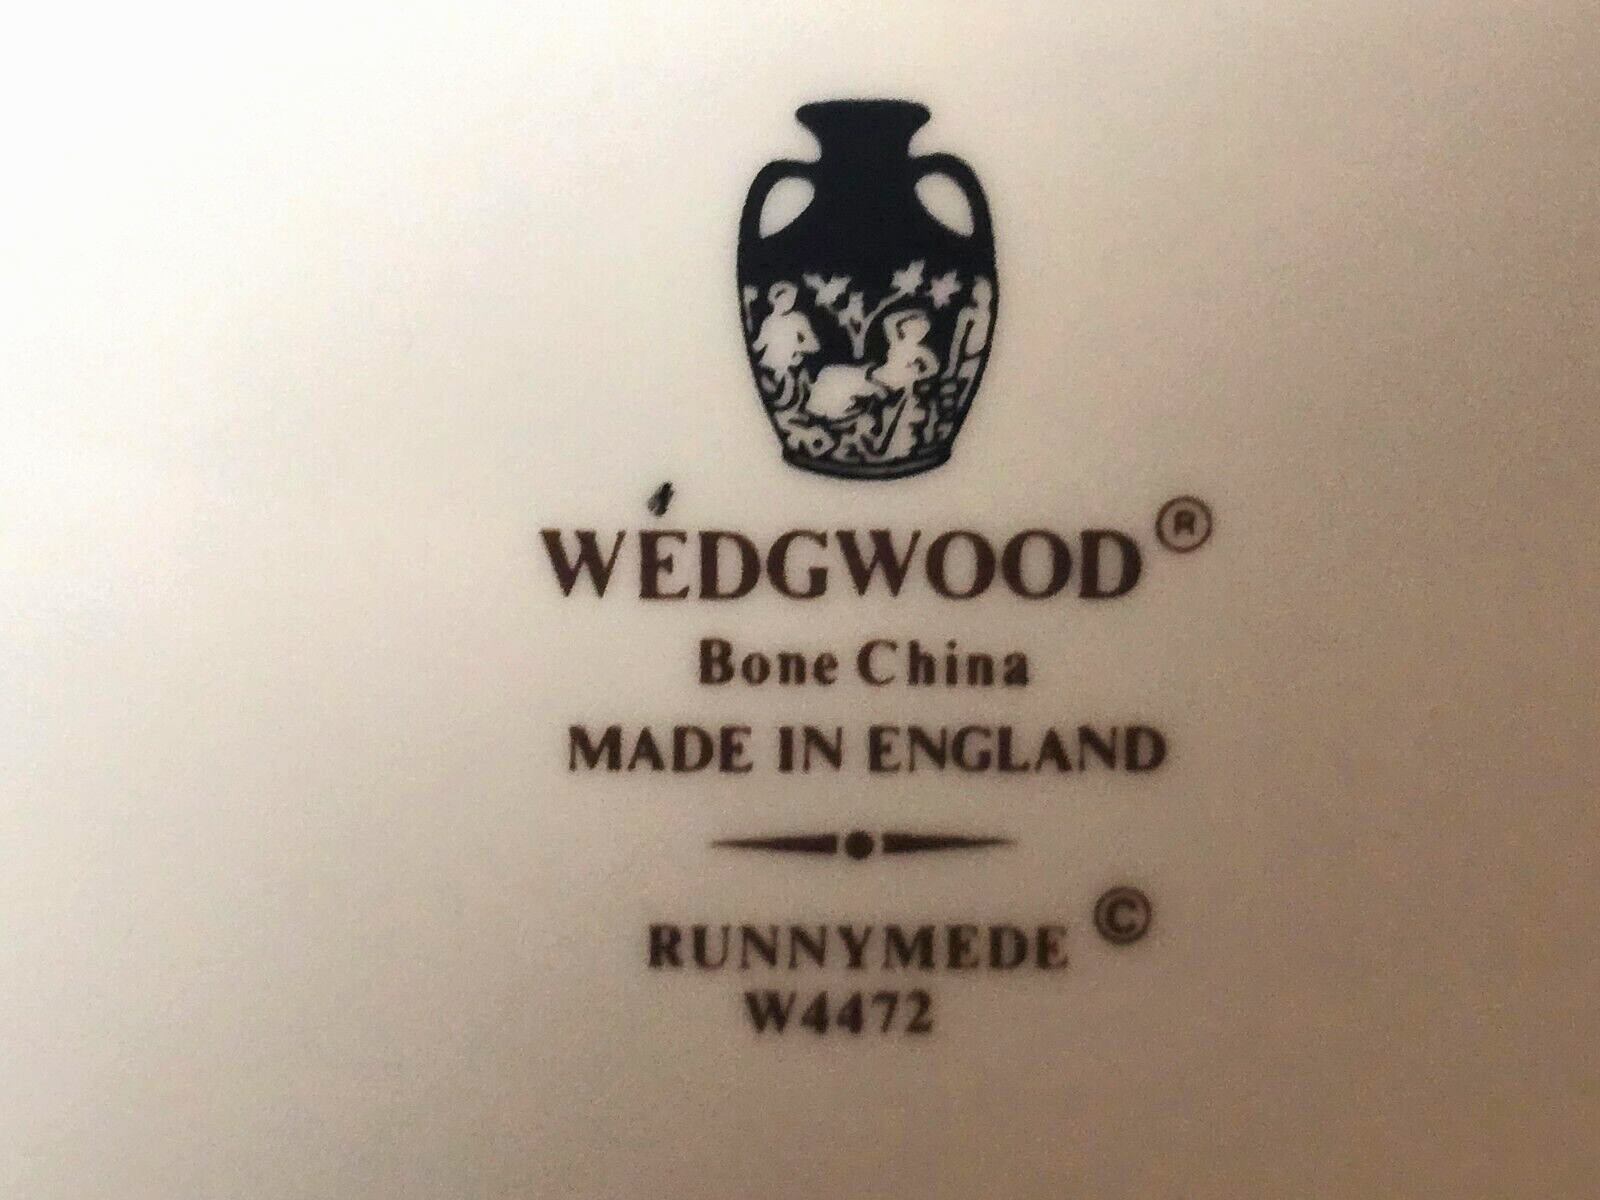 WEDGWOOD®
Bone China
MADE IN ENGLAND
RUNNYMEDE ©
W4472